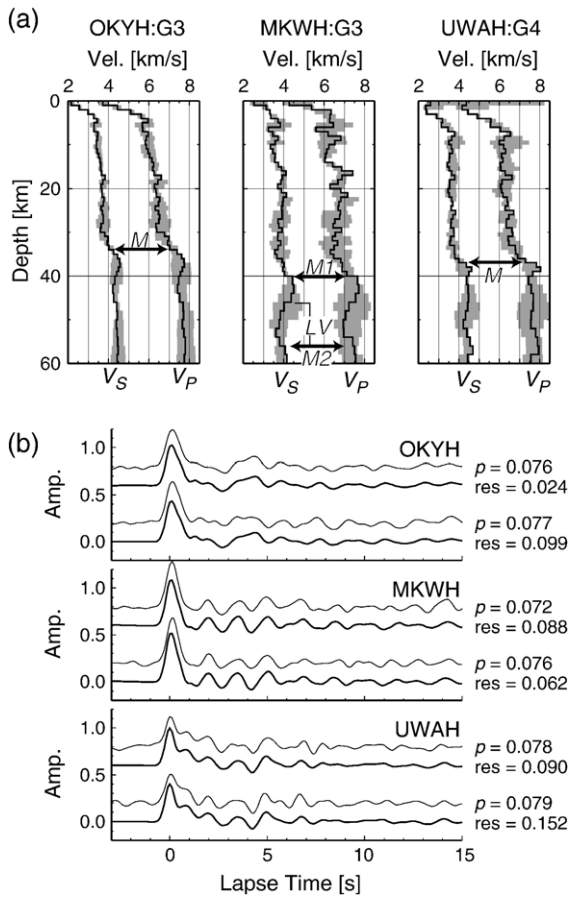 (a)
OKYH:G3 MKWH:G3 UWAH:G4
Vel. [km/s] Vel. [km/s] Vel. [km/s]
2 4 6 8 2 4 6 8 2 4 6 8
0
20
40
60
Depth [km]
M M1 M
LV
M2
VS VP VS VP VS VP
(b)
OKYH
1.0
0.5
0.0
Amp.
p = 0.076
res = 0.024
p = 0.077
res = 0.099
MKWH
1.0
0.5
0.0
Amp.
p = 0.072
res = 0.088
p = 0.076
res = 0.062
UWAH
1.0
0.5
0.0
Amp.
p = 0.078
res = 0.090
p = 0.079
res = 0.152
0 5 10 15
Lapse Time [s]